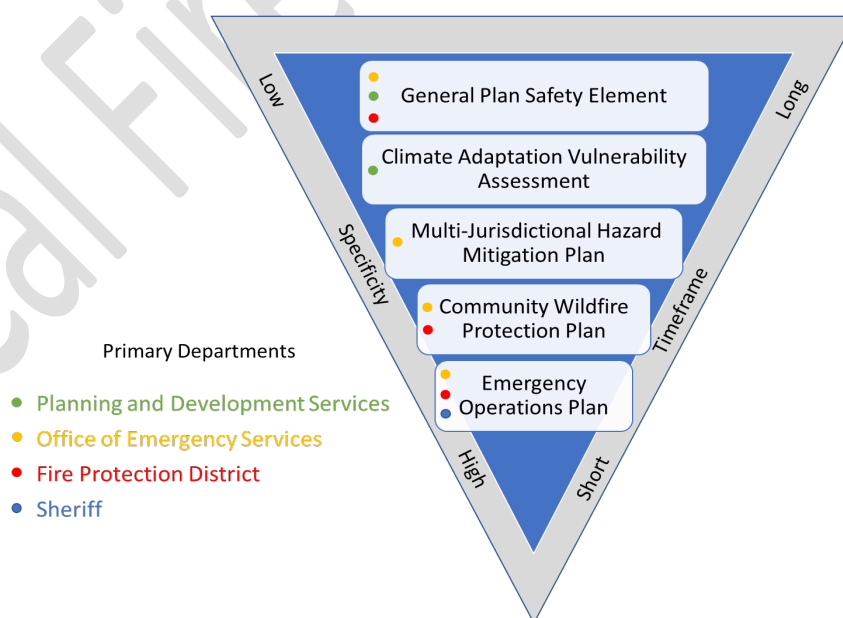 Low
Long
General Plan Safety Element
Climate Adaptation Vulnerability
Assessment
Specificity
Multi-Jurisdictional Hazard
Mitigation Plan
Timeframe
Community Wildfire
Protection Plan
Primary Departments
Emergency
Operations Plan
Planning and Development Services
Office of Emergency Services
Fire Protection District
Sheriff
High
Short